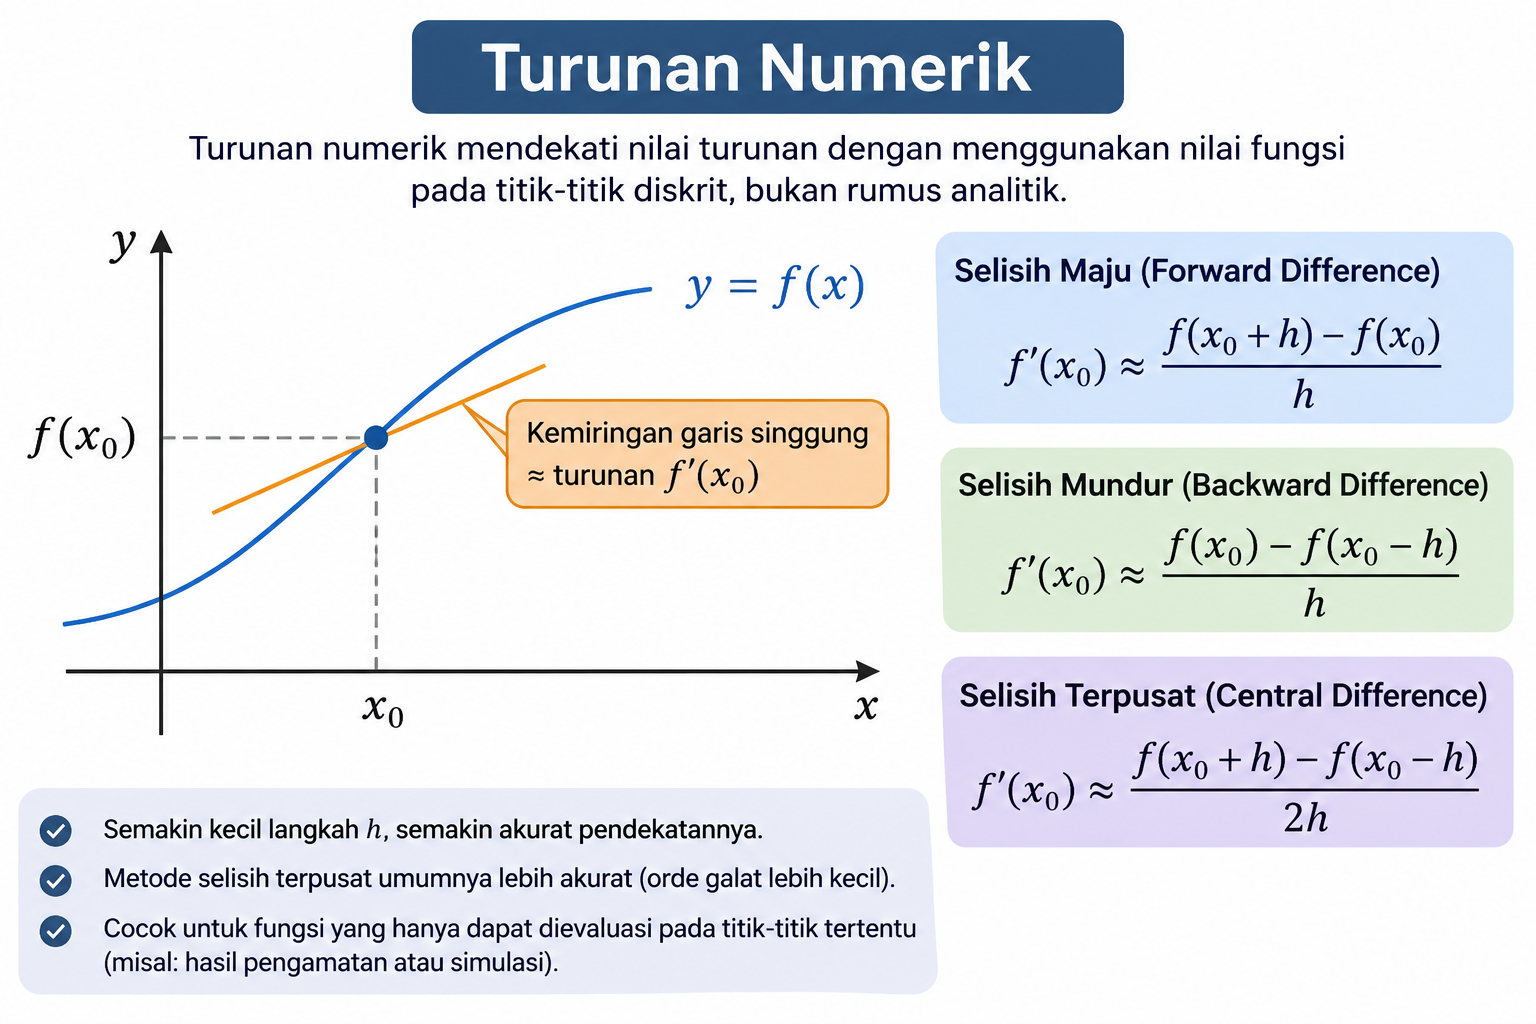 Turunan Numerik
Turunan numerik mendekati nilai turunan dengan menggunakan nilai fungsi
pada titik-titik diskrit, bukan rumus analitik.
y
y = f(x)
f(x₀)
Kemiringan garis singgung
≈ turunan f′(x₀)
x₀
x
Selisih Maju (Forward Difference)
f′(x₀) ≈ f(x₀ + h) − f(x₀)
h
Selisih Mundur (Backward Difference)
f′(x₀) ≈ f(x₀) − f(x₀ − h)
h
Selisih Terpusat (Central Difference)
f′(x₀) ≈ f(x₀ + h) − f(x₀ − h)
2h
Semakin kecil langkah h, semakin akurat pendekatannya.
Metode selisih terpusat umumnya lebih akurat (orde galat lebih kecil).
Cocok untuk fungsi yang hanya dapat dievaluasi pada titik-titik tertentu
(misal: hasil pengamatan atau simulasi).